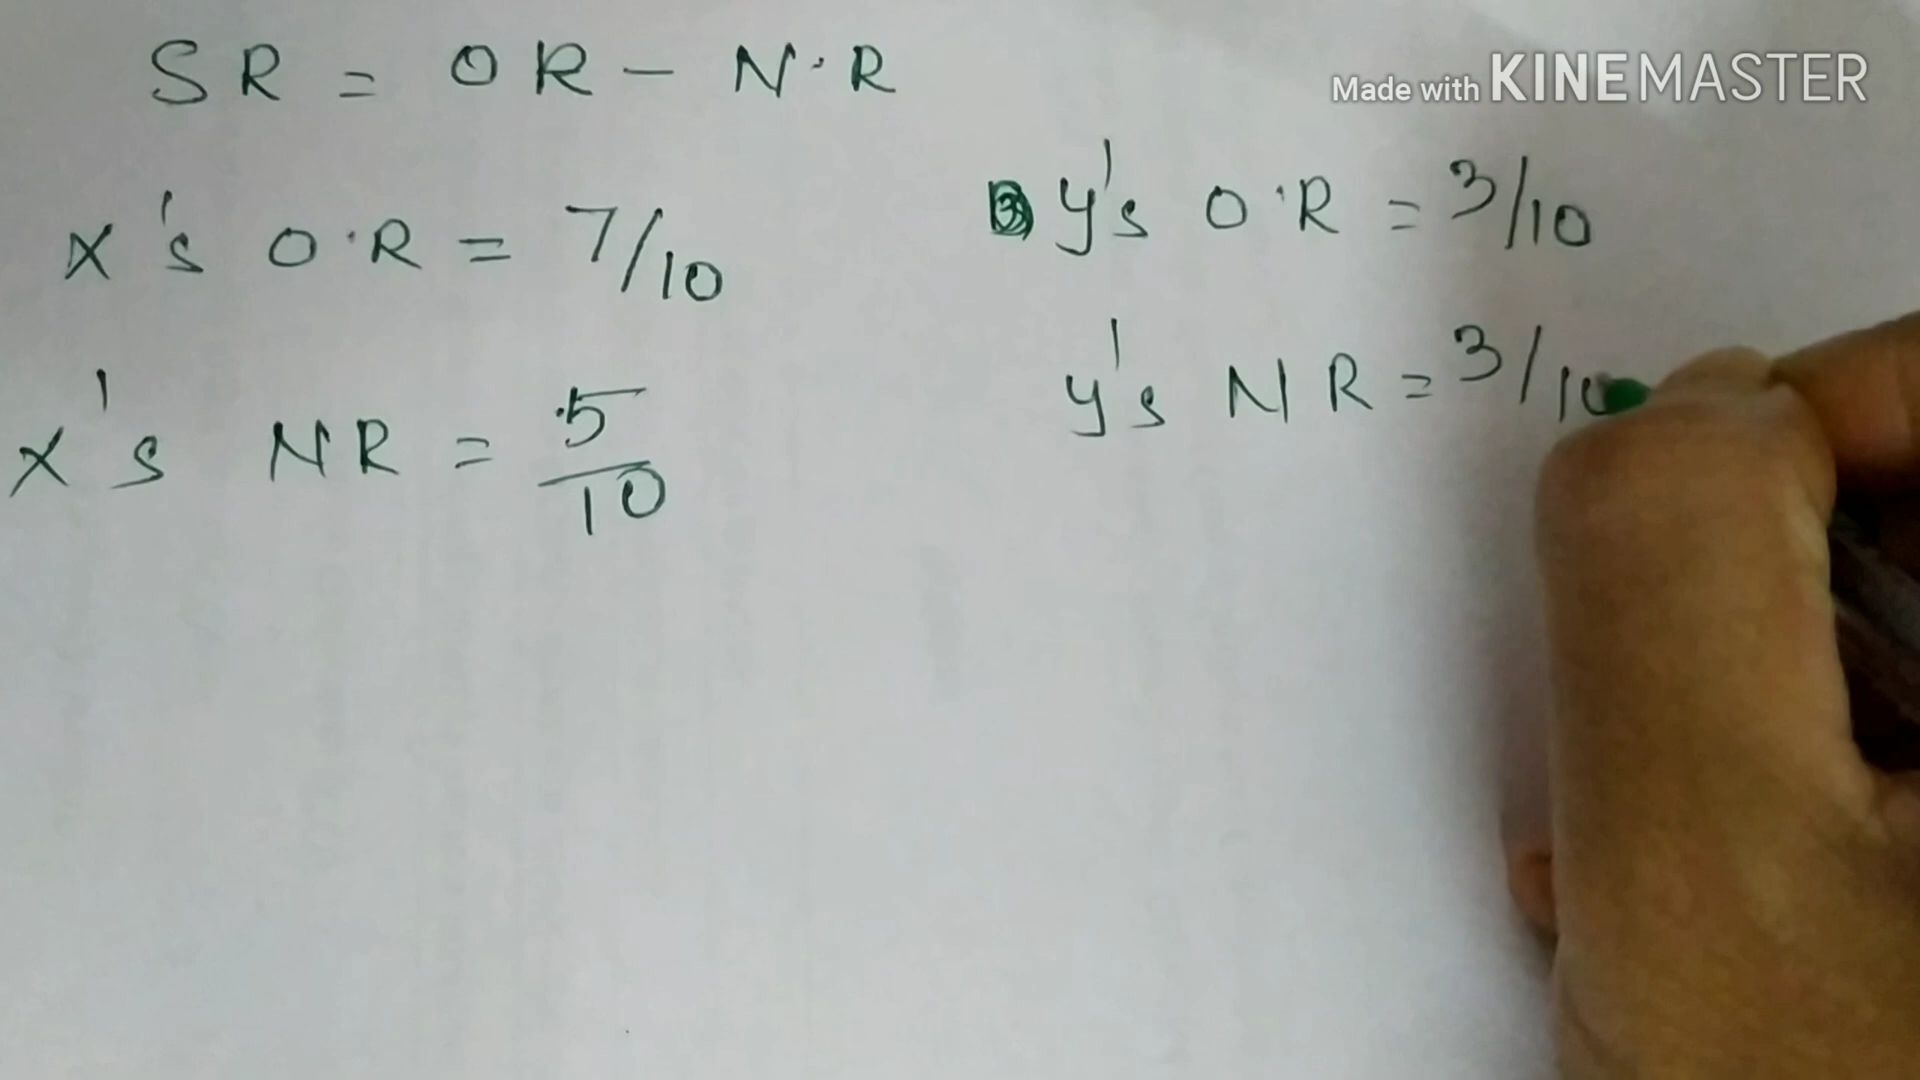 SR = OR - N.R
Made with KINEMASTER
x's O.R = 7/10
y's O.R = 3/10
x's NR = 5/10
y's NR = 3/10